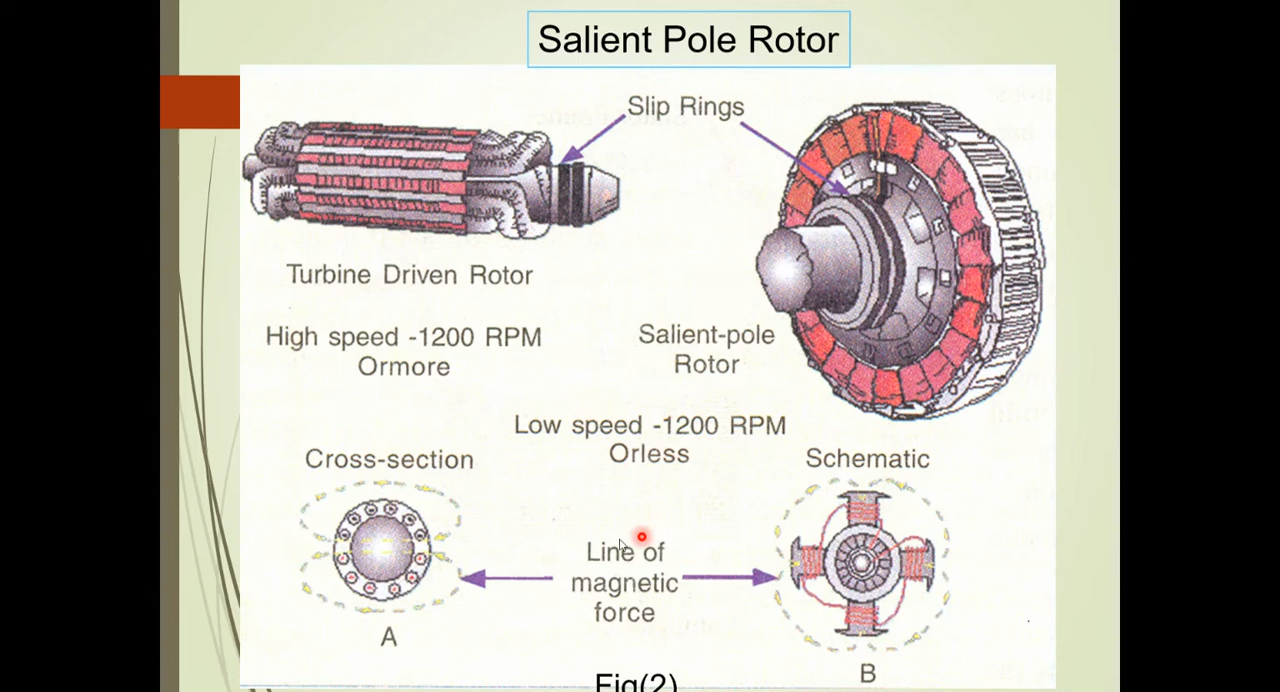 Salient Pole Rotor
Slip Rings
Turbine Driven Rotor
High speed -1200 RPM
Ormore
Salient-pole
Rotor
Low speed -1200 RPM
Orless
Cross-section
Schematic
Line of
magnetic
force
A
B
Fig(2)